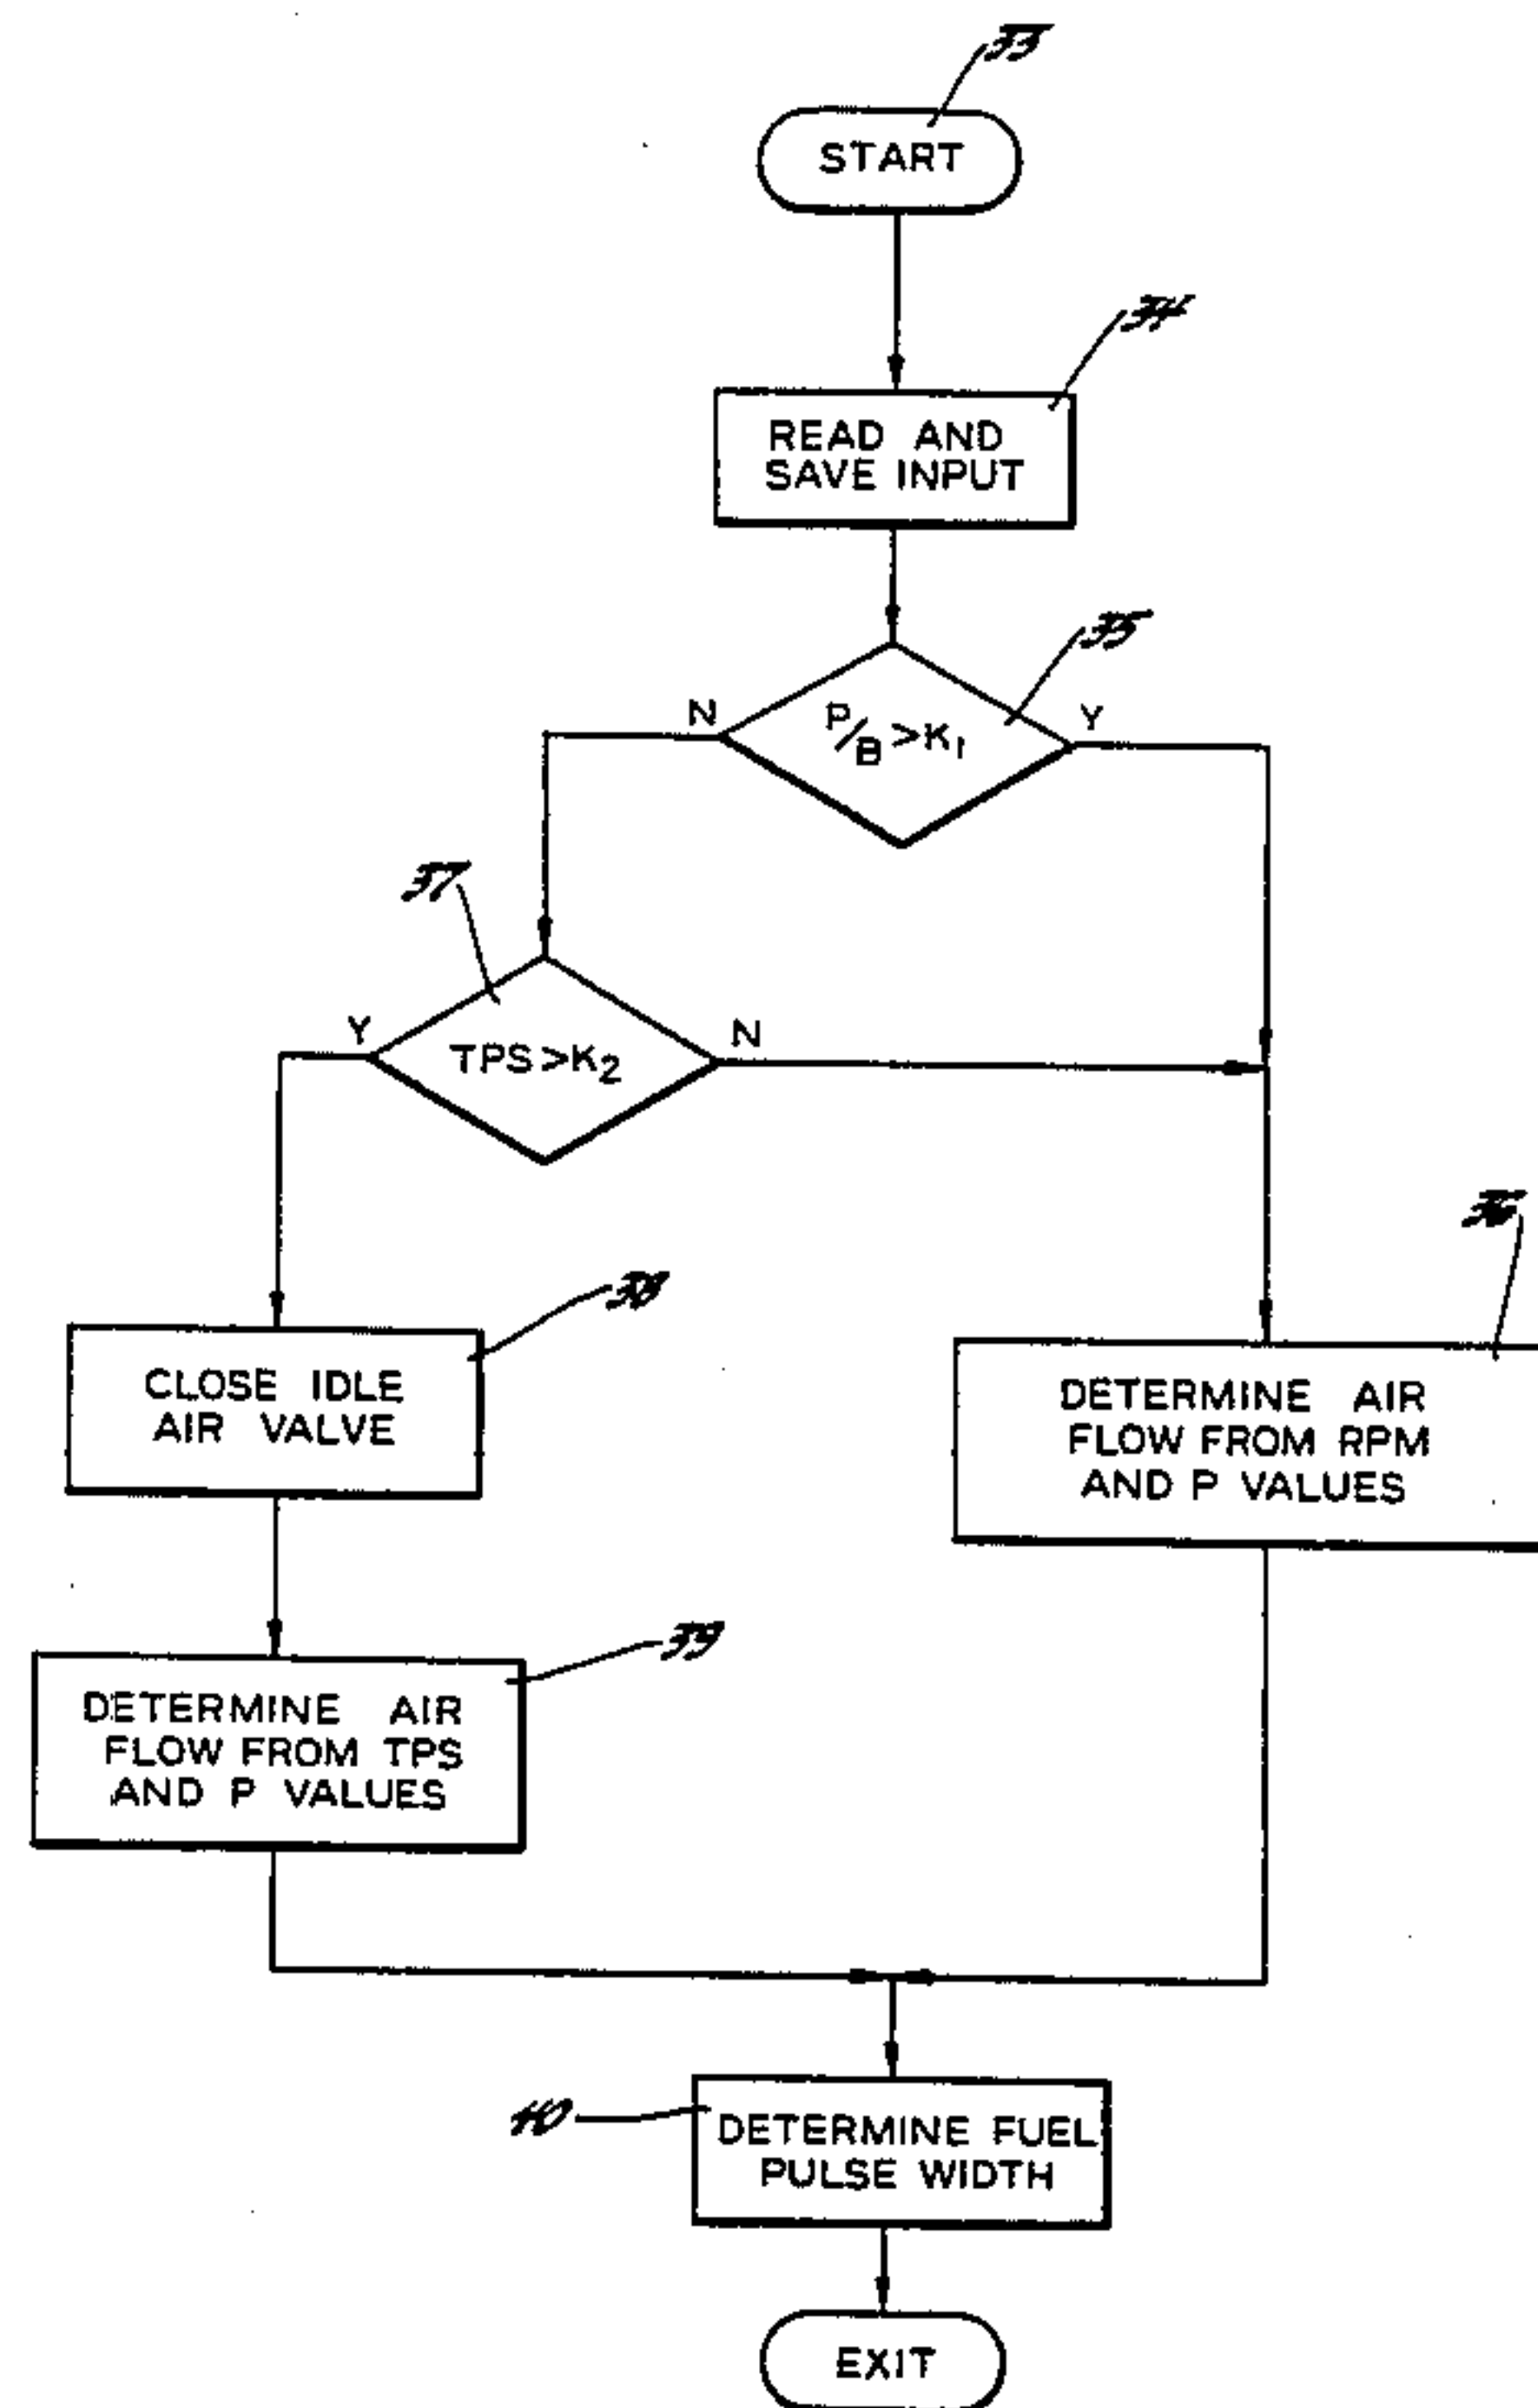 33
START
34
READ AND
SAVE INPUT
35
N
P/B >K1
Y
37
Y
TPS >K2
N
36
38
CLOSE IDLE
AIR VALVE
DETERMINE AIR
FLOW FROM RPM
AND P VALUES
39
DETERMINE AIR
FLOW FROM TPS
AND P VALUES
40
DETERMINE FUEL
PULSE WIDTH
EXIT